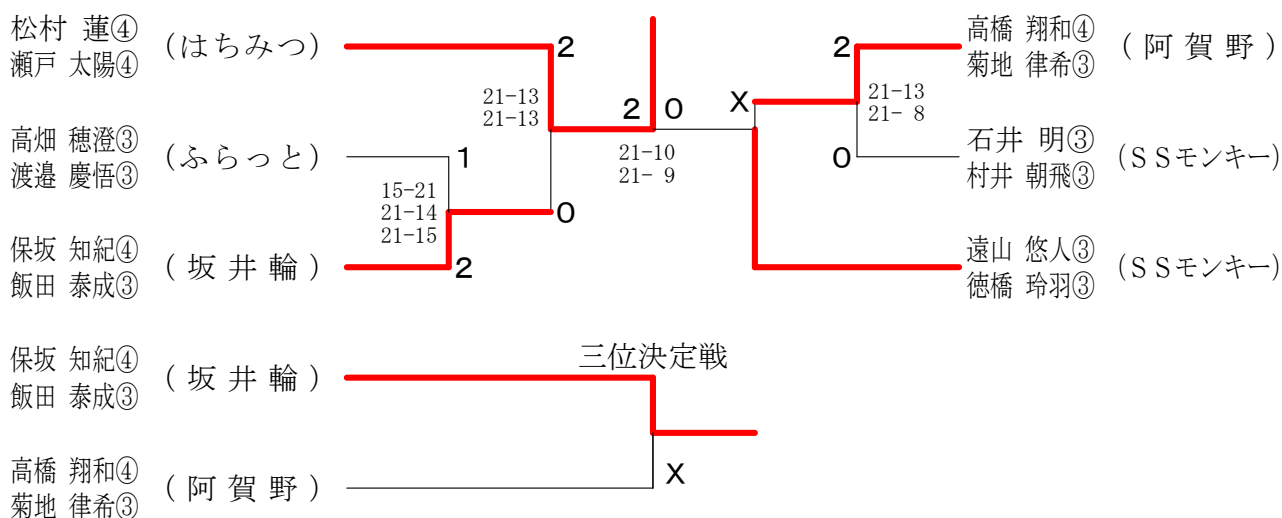 松村 蓮④
瀬戸 太陽④
(はちみつ)
2
21-13
21-13
高畑 穂澄③
渡邉 慶悟③
(ふらっと)
1
15-21
21-14
21-15
0
保坂 知紀④
飯田 泰成③
(坂井輪)
2
2 0
21-10
21- 9
X
2
高橋 翔和④
菊地 律希③
(阿賀野)
21-13
21- 8
0
石井 明③
村井 朝飛③
(SSモンキー)
遠山 悠人③
徳橋 玲羽③
(SSモンキー)
三位決定戦
保坂 知紀④
飯田 泰成③
(坂井輪)
高橋 翔和④
菊地 律希③
(阿賀野)
X